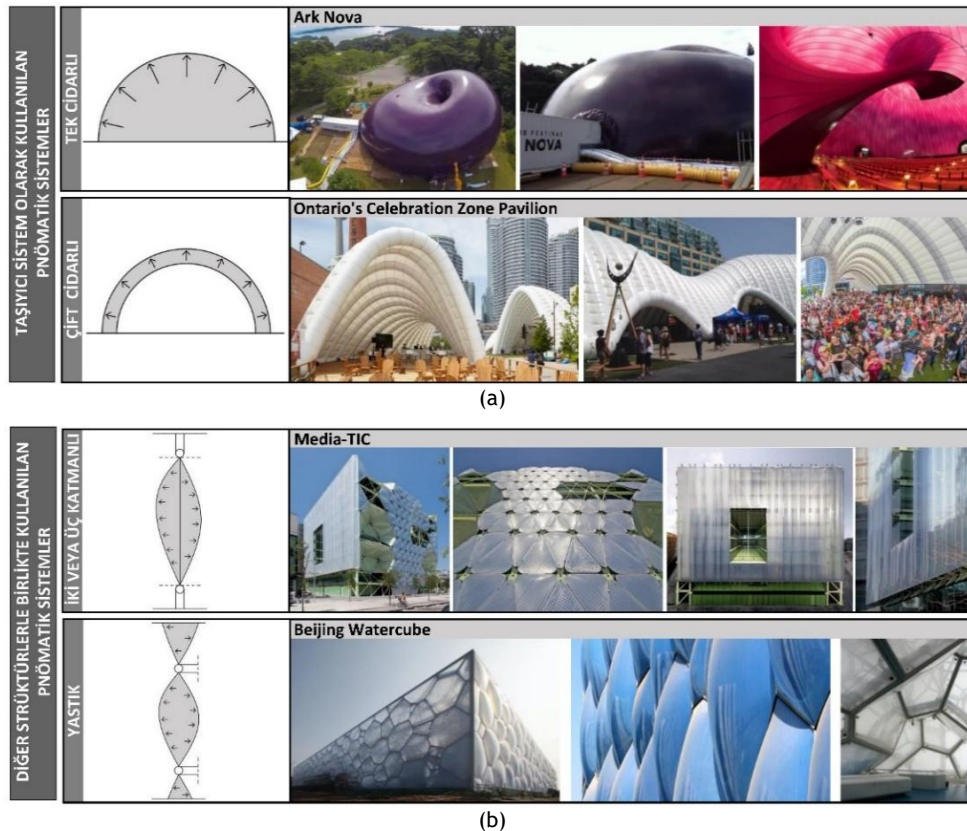 TAŞIYICI SİSTEM OLARAK KULLANILAN
PNÖMATİK SİSTEMLER
TEK CİDARLI
Ark Nova
NOVA
ÇİFT CİDARLI
Ontario's Celebration Zone Pavilion
(a)
DİĞER STRÜKTÜRLERLE BİRLİKTE KULLANILAN
PNÖMATİK SİSTEMLER
İKİ VEYA ÜÇ KATMANLI
Media-TIC
YASTIK
Beijing Watercube
(b)